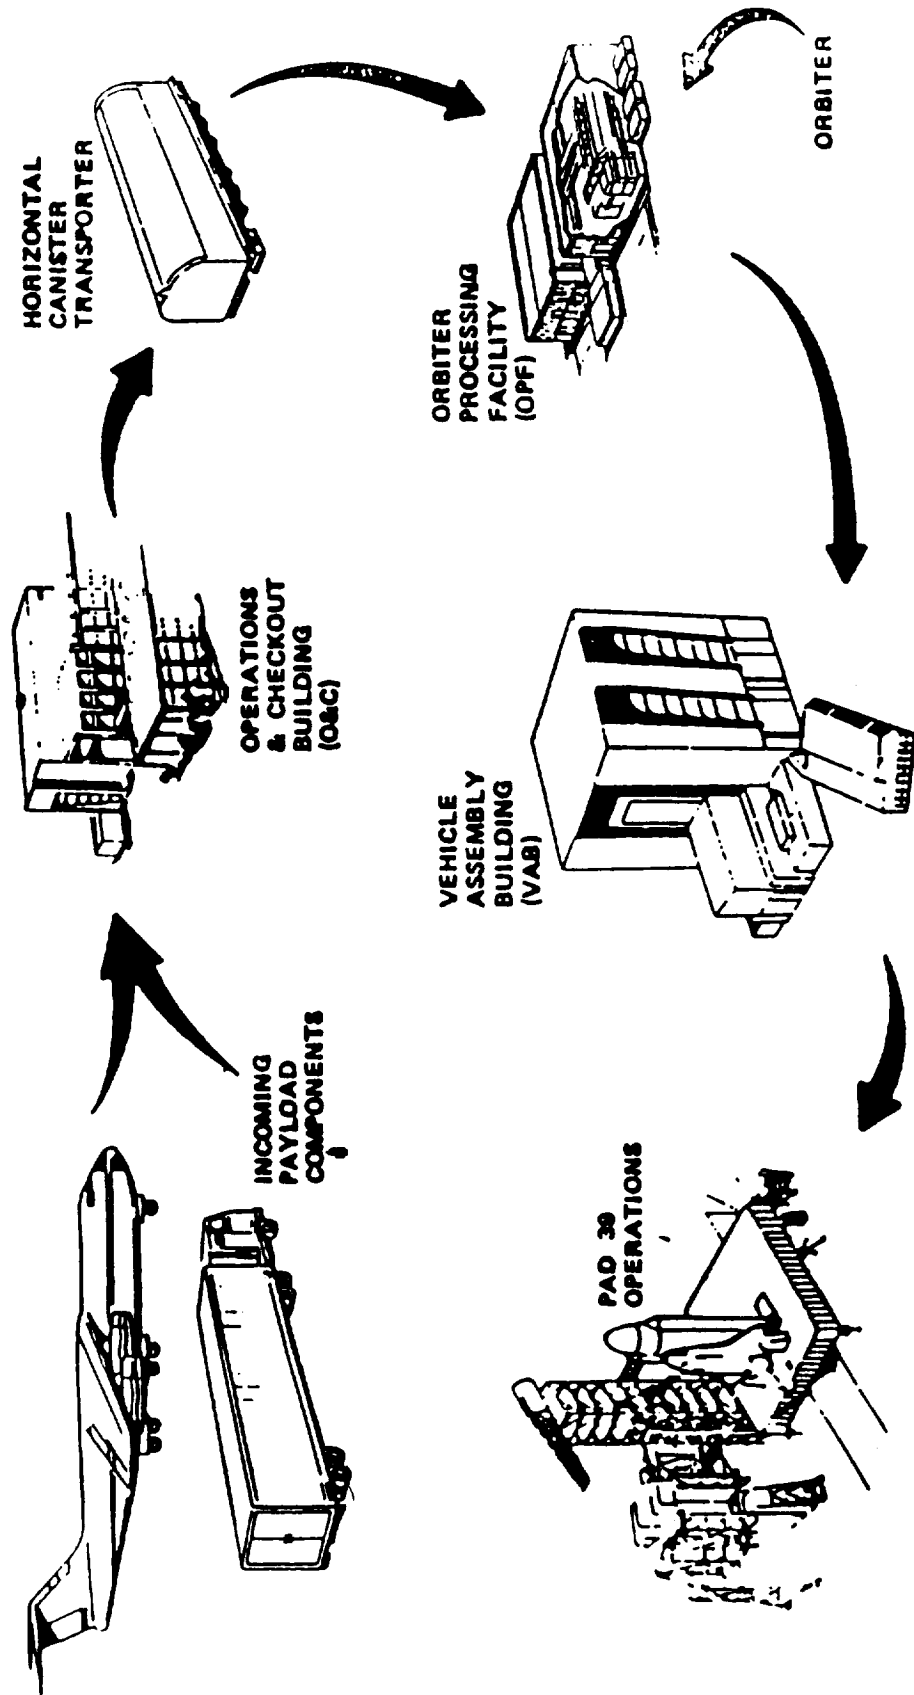 INCOMING
PAYLOAD
COMPONENTS
OPERATIONS
& CHECKOUT
BUILDING
(O&C)
HORIZONTAL
CANISTER
TRANSPORTER
ORBITER
PROCESSING
FACILITY
(OPF)
ORBITER
VEHICLE
ASSEMBLY
BUILDING
(VAB)
PAD 39
OPERATIONS